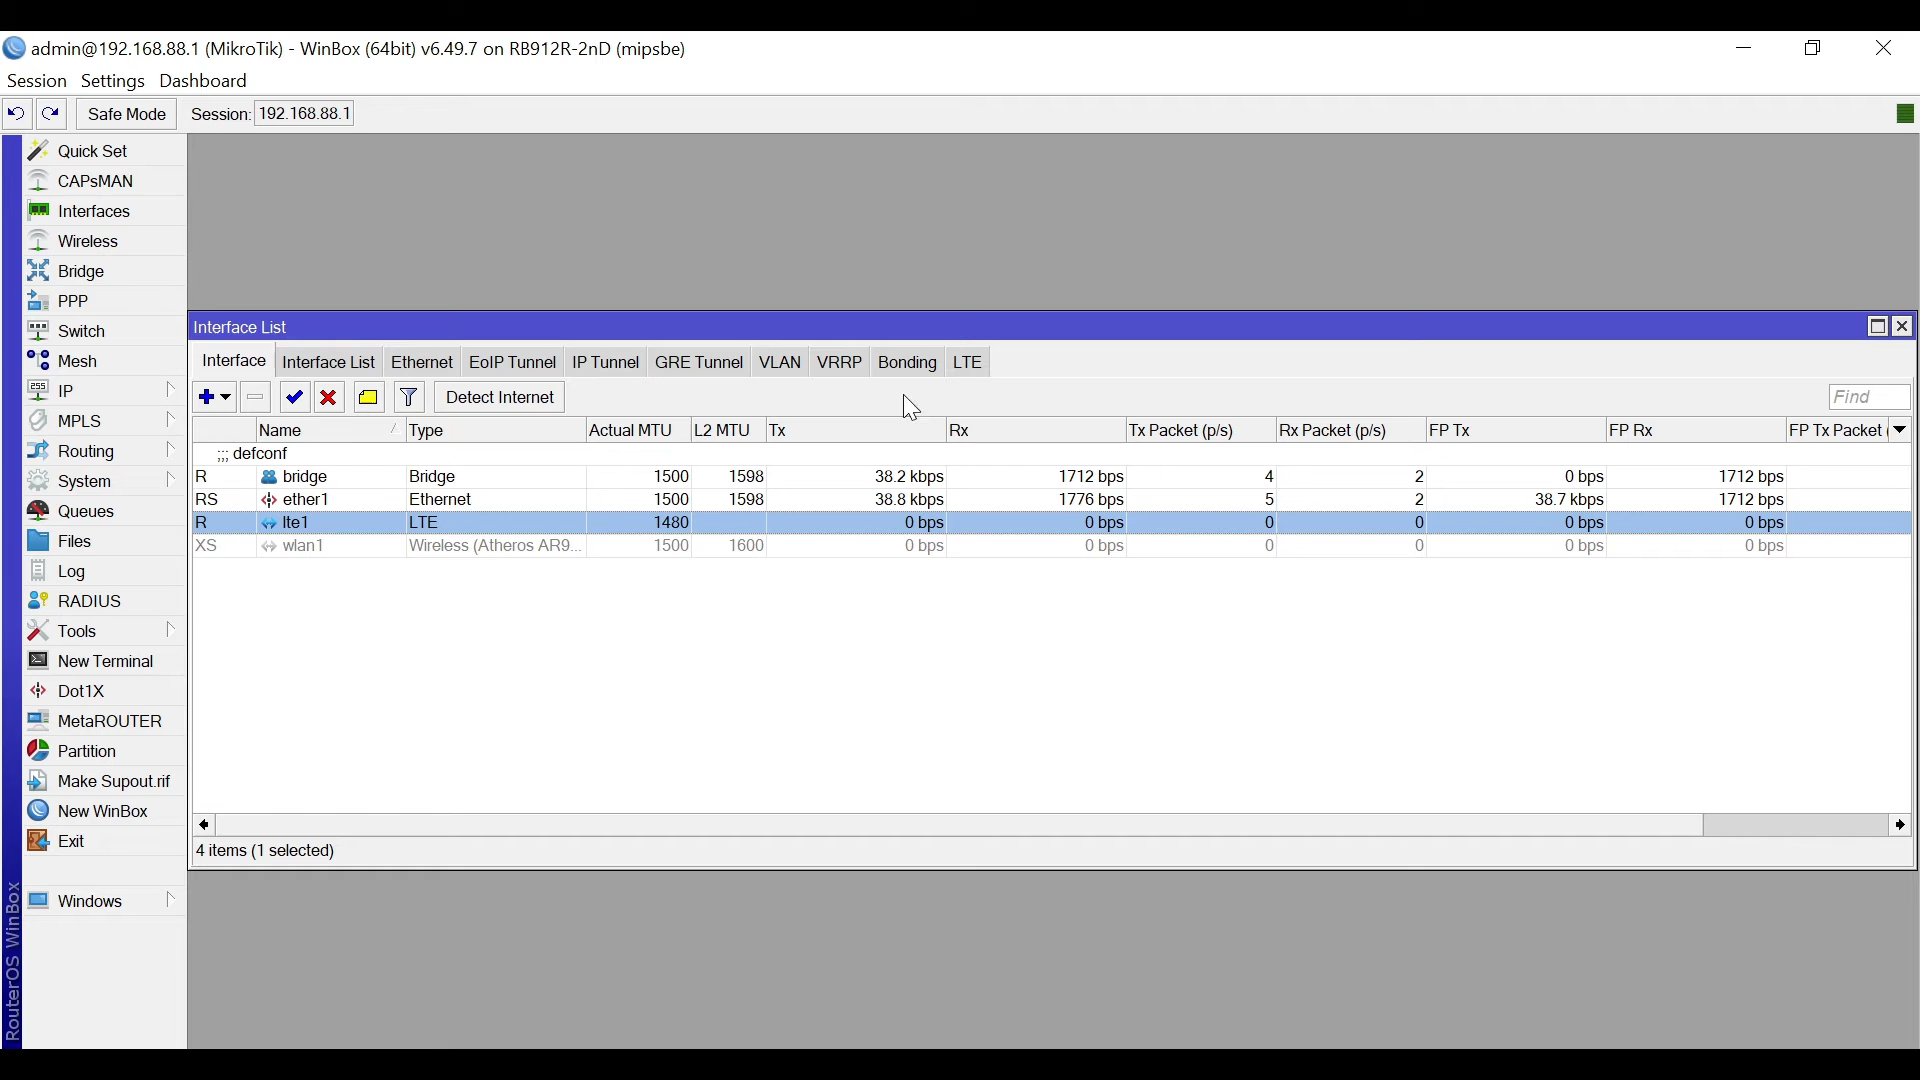 admin@192.168.88.1 (MikroTik) - WinBox (64bit) v6.49.7 on RB912R-2nD (mipsbe)
Session Settings Dashboard
Safe Mode Session: 192.168.88.1
Quick Set
CAPsMAN
Interfaces
Wireless
Bridge
PPP
Switch
Mesh
255 IP
MPLS
Routing
System
Queues
Files
Log
RADIUS
Tools
New Terminal
Dot1X
MetaROUTER
Partition
Make Supout.rif
New WinBox
Exit
Windows
RouterOS WinBox
Interface List
Interface Interface List Ethernet EoIP Tunnel IP Tunnel GRE Tunnel VLAN VRRP Bonding LTE
Detect Internet Find
Name Type Actual MTU L2 MTU Tx Rx Tx Packet (p/s) Rx Packet (p/s) FP Tx FP Rx FP Tx Packet (
;;; defconf
R bridge Bridge 1500 1598 38.2 kbps 1712 bps 4 2 0 bps 1712 bps
RS ether1 Ethernet 1500 1598 38.8 kbps 1776 bps 5 2 38.7 kbps 1712 bps
R lte1 LTE 1480 0 bps 0 bps 0 0 0 bps 0 bps
XS wlan1 Wireless (Atheros AR9... 1500 1600 0 bps 0 bps 0 0 0 bps 0 bps
4 items (1 selected)